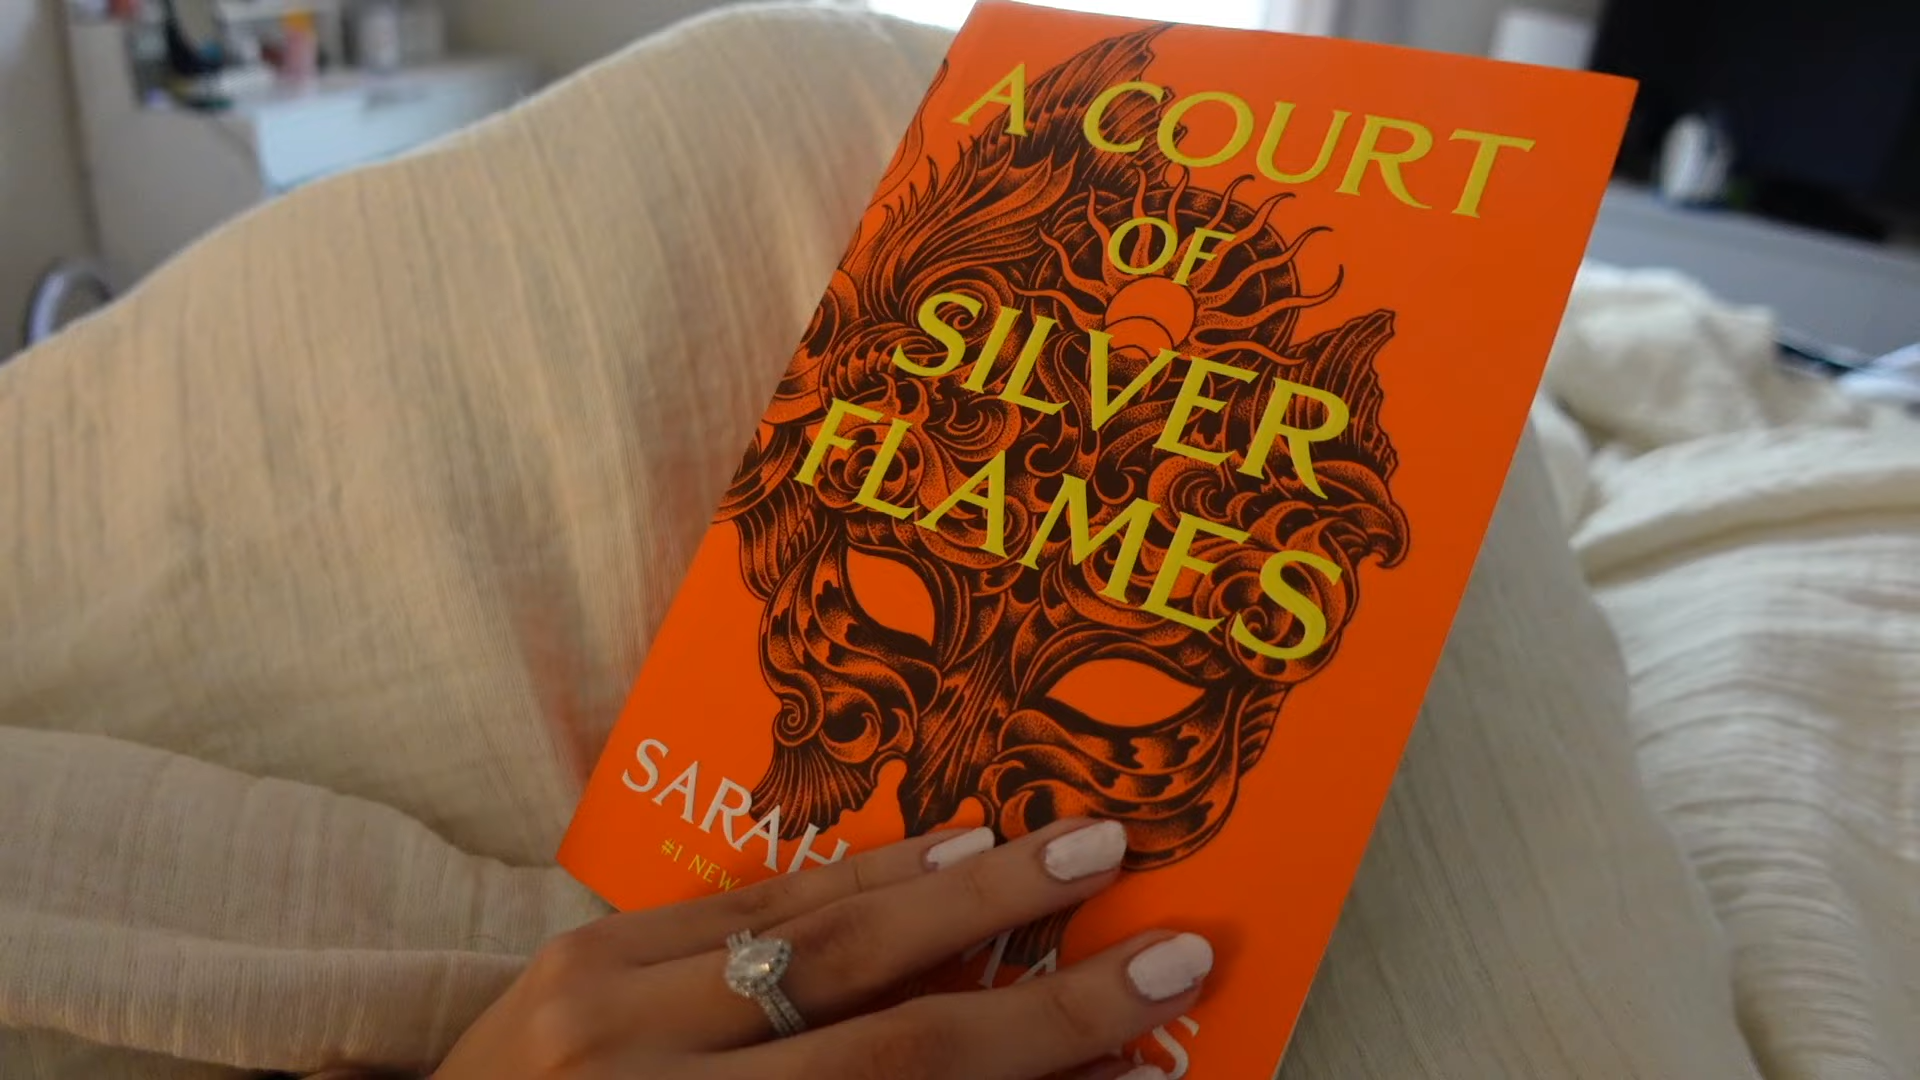 A COURT
OF
SILVER
FLAMES
SARAH
#1 NEW